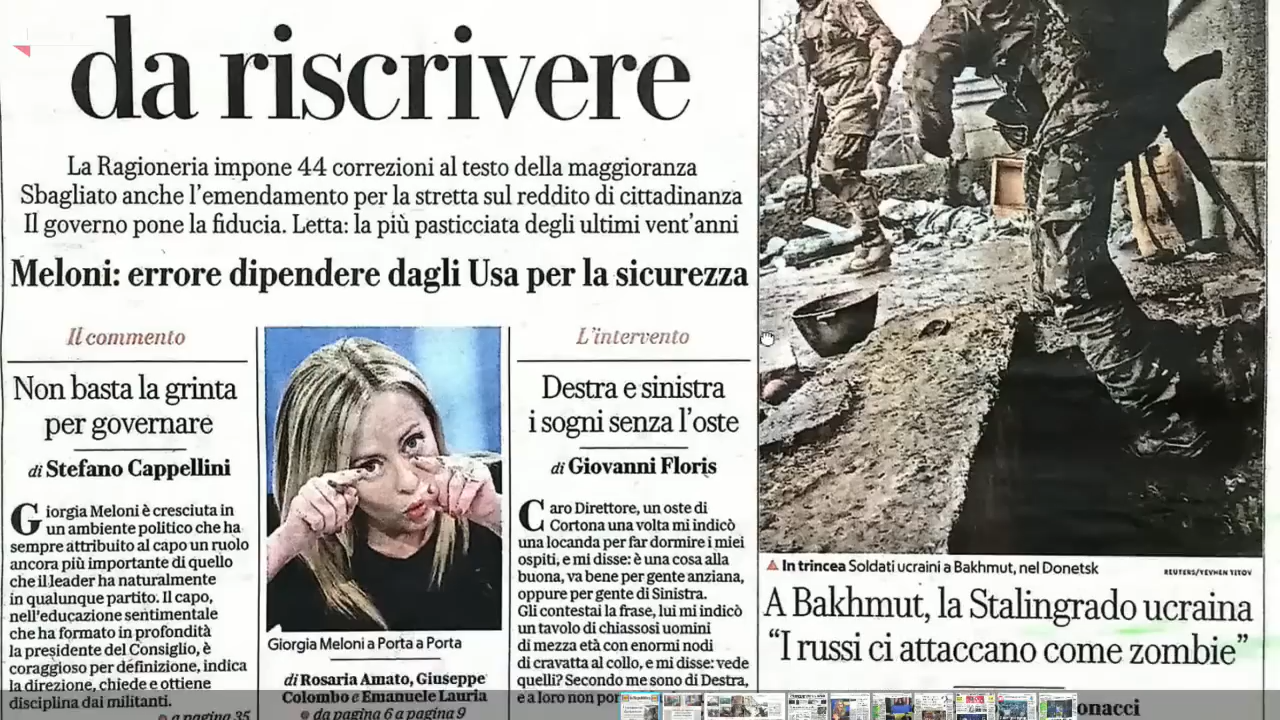 da riscrivere
La Ragioneria impone 44 correzioni al testo della maggioranza
Sbagliato anche l'emendamento per la stretta sul reddito di cittadinanza
Il governo pone la fiducia. Letta: la più pasticciata degli ultimi vent'anni
Meloni: errore dipendere dagli Usa per la sicurezza
Il commento
Non basta la grinta
per governare
di Stefano Cappellini
Giorgia Meloni è cresciuta in
un ambiente politico che ha
sempre attribuito al capo un ruolo
ancora più importante di quello
che il leader ha naturalmente
in qualunque partito. Il capo,
nell'educazione sentimentale
che ha formato in profondità
la presidente del Consiglio, è
coraggioso per definizione, indica
la direzione, chiede e ottiene
disciplina dai militanti.
a pagina 35
Giorgia Meloni a Porta a Porta
di Rosaria Amato, Giuseppe
Colombo e Emanuele Lauria
da pagina 6 a pagina 9
L'intervento
Destra e sinistra
i sogni senza l'oste
di Giovanni Floris
Caro Direttore, un oste di
Cortona una volta mi indicò
una locanda per far dormire i miei
ospiti, e mi disse: è una cosa alla
buona, va bene per gente anziana,
oppure per gente di Sinistra.
Gli contestai la frase, lui mi indicò
un tavolo di chiassosi uomini
di mezza età con enormi nodi
di cravatta al collo, e mi disse: vede
quelli? Secondo me sono di Destra,
e a loro non
In trincea Soldati ucraini a Bakhmut, nel Donetsk
REUTERS/YEVHEN TITOV
A Bakhmut, la Stalingrado ucraina
“I russi ci attaccano come zombie”
onacci